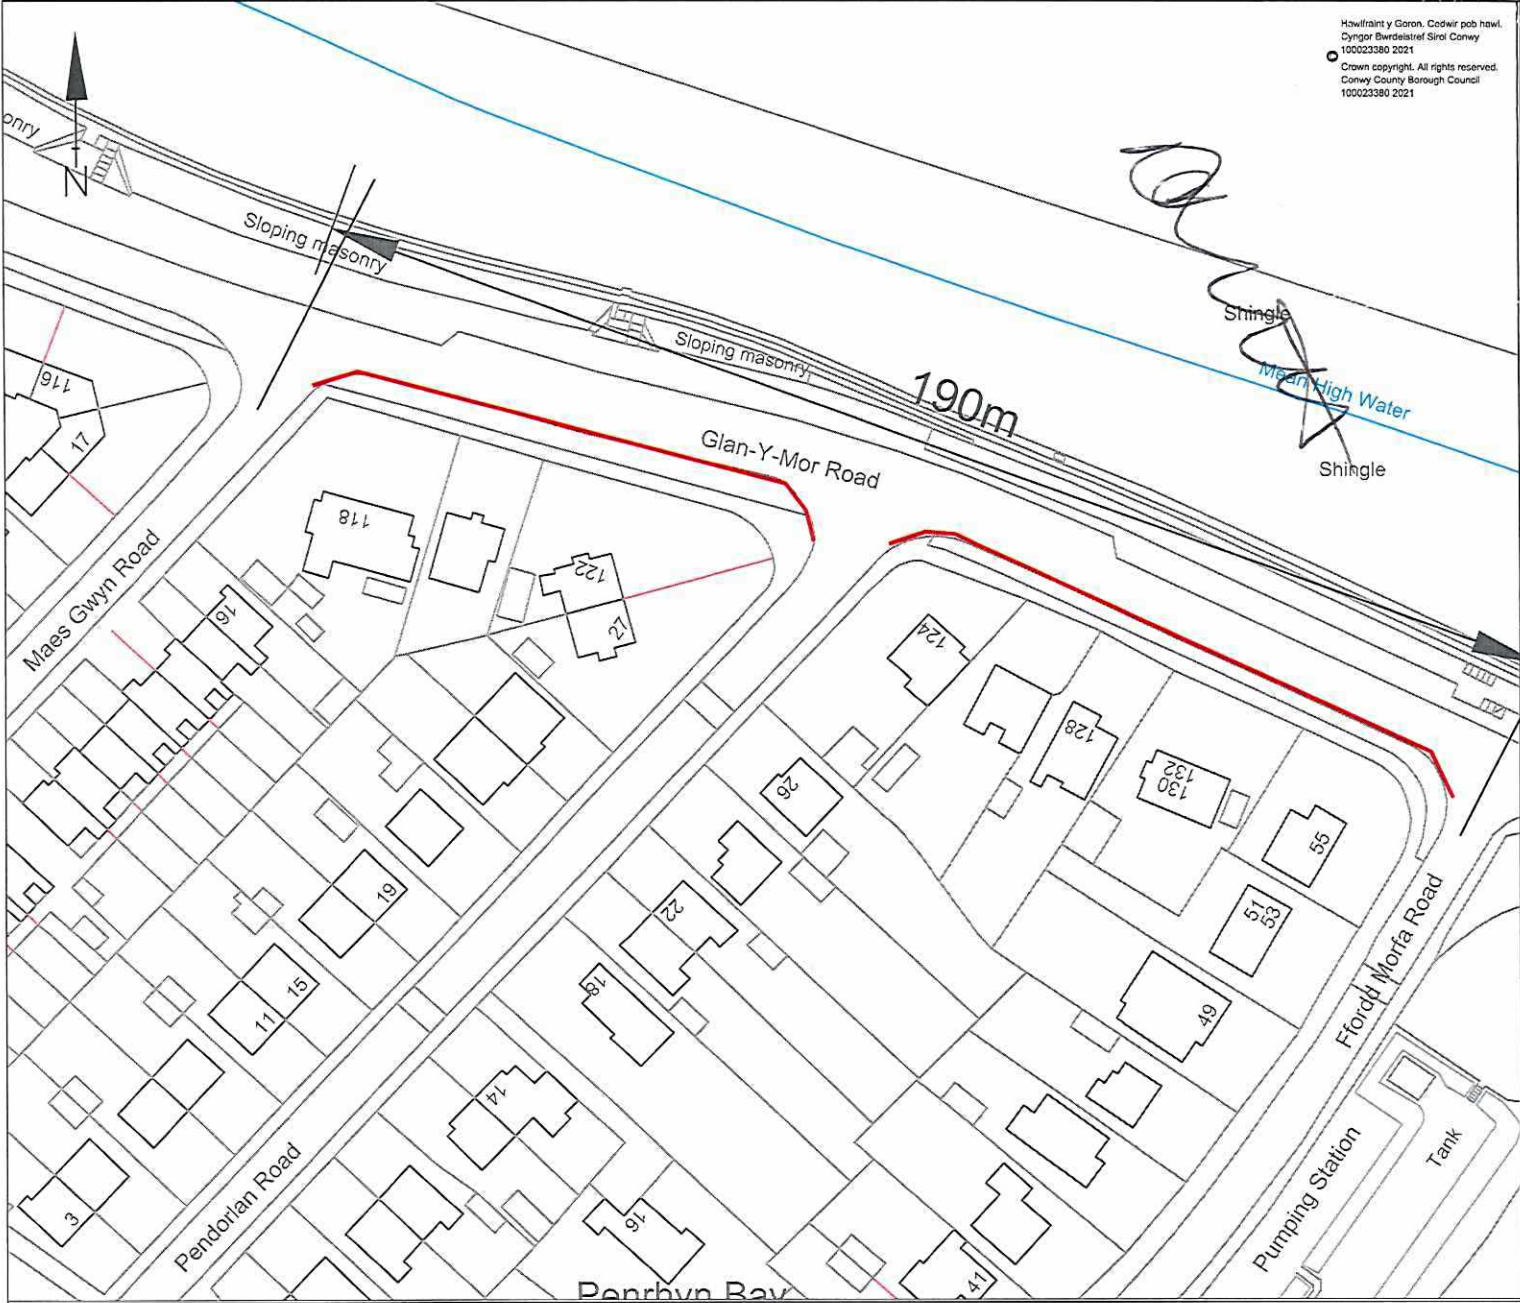 Hawlfraint y Goron. Cedwir pob hawl.
Cyngor Bwrdeistref Sirol Conwy
100023380 2021
Crown copyright. All rights reserved.
Conwy County Borough Council
100023380 2021
onry
N
Sloping masonry
Sloping masonry
Shingle
Mean High Water
Shingle
190m
Glan-Y-Mor Road
116
17
118
122
27
124
128
132
130
55
51
53
49
Maes Gwyn Road
16
26
22
18
19
15
11
14
3
16
41
Pendorlan Road
Ffordd Morfa Road
Pumping Station
Tank
Penrhyn Bay